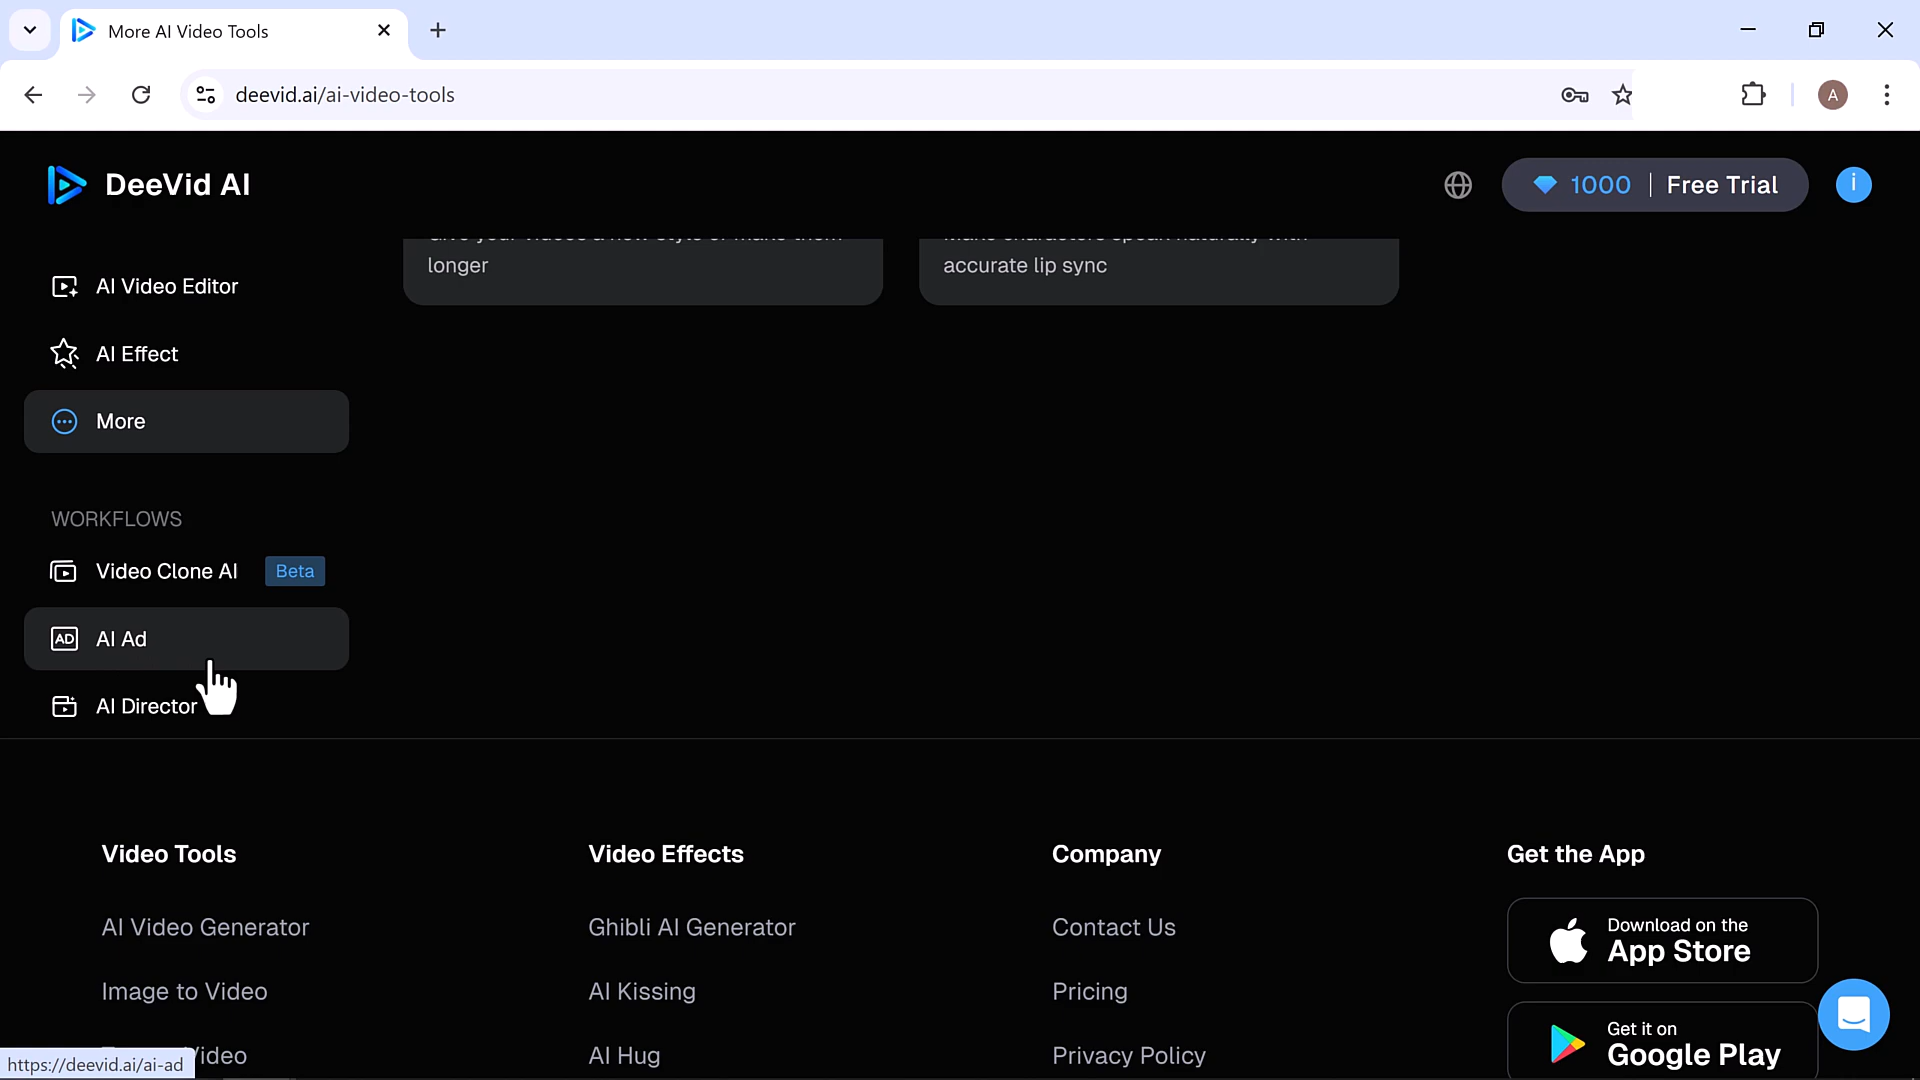 More AI Video Tools
deevid.ai/ai-video-tools
A
DeeVid AI
1000 | Free Trial
i
longer
accurate lip sync
AI Video Editor
AI Effect
More
WORKFLOWS
Video Clone AI
Beta
AD
AI Ad
AI Director
Video Tools
Video Effects
Company
Get the App
AI Video Generator
Ghibli AI Generator
Contact Us
Download on the
App Store
Image to Video
AI Kissing
Pricing
Get it on
Google Play
Video
AI Hug
Privacy Policy
https://deevid.ai/ai-ad